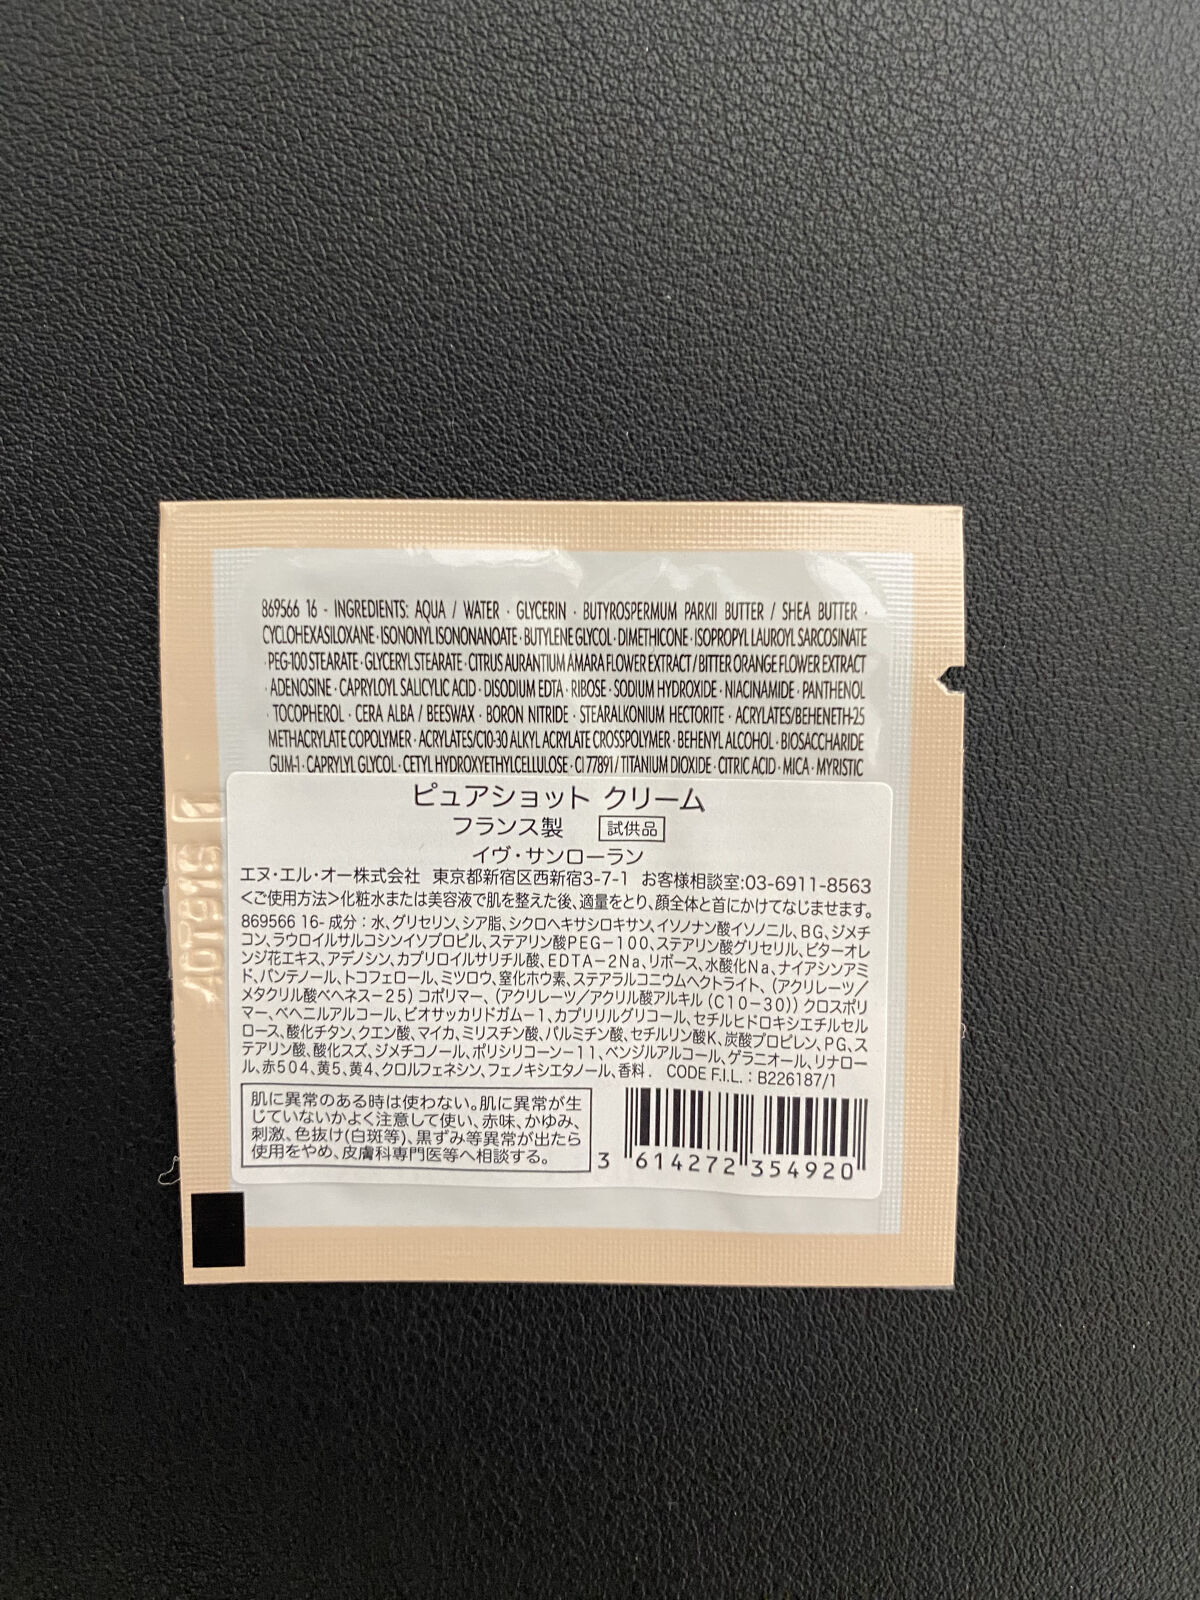 869566 16 - INGREDIENTS: AQUA / WATER · GLYCERIN · BUTYROSPERMUM PARKII BUTTER / SHEA BUTTER ·
CYCLOHEXASILOXANE · ISONONYL ISONONANOATE · BUTYLENE GLYCOL · DIMETHICONE · ISOPROPYL LAUROYL SARCOSINATE
· PEG-100 STEARATE · GLYCERYL STEARATE · CITRUS AURANTIUM AMARA FLOWER EXTRACT / BITTER ORANGE FLOWER EXTRACT
· ADENOSINE · CAPRYLOYL SALICYLIC ACID · DISODIUM EDTA · RIBOSE · SODIUM HYDROXIDE · NIACINAMIDE · PANTHENOL
· TOCOPHEROL · CERA ALBA / BEESWAX · BORON NITRIDE · STEARALKONIUM HECTORITE · ACRYLATES/BEHENETH-25
METHACRYLATE COPOLYMER · ACRYLATES/C10-30 ALKYL ACRYLATE CROSSPOLYMER · BEHENYL ALCOHOL · BIOSACCHARIDE
GUM-1 · CAPRYLYL GLYCOL · CETYL HYDROXYETHYLCELLULOSE · CI 77891 / TITANIUM DIOXIDE · CITRIC ACID · MICA · MYRISTIC
ピュアショット クリーム
フランス製 試供品
イヴ・サンローラン
エヌ・エル・オー株式会社 東京都新宿区西新宿3-7-1 お客様相談室:03-6911-8563
<ご使用方法>化粧水または美容液で肌を整えた後、適量をとり、顔全体と首にかけてなじませます。
869566 16- 成分：水、グリセリン、シア脂、シクロヘキサシロキサン、イソノナン酸イソノニル、BG、ジメチ
コン、ラウロイルサルコシンイソプロピル、ステアリン酸PEG-100、ステアリン酸グリセリル、ビターオレ
ンジ花エキス、アデノシン、カプリロイルサリチル酸、EDTA-2Na、リボース、水酸化Na、ナイアシンアミ
ド、パンテノール、トコフェロール、ミツロウ、窒化ホウ素、ステアラルコニウムヘクトライト、(アクリレーツ/
メタクリル酸ベヘネス-25) コポリマー、(アクリレーツ/アクリル酸アルキル (C10-30)) クロスポリ
マー、ベヘニルアルコール、ビオサッカリドガム-1、カプリリルグリコール、セチルヒドロキシエチルセル
ロース、酸化チタン、クエン酸、マイカ、ミリスチン酸、パルミチン酸、セチルリン酸K、炭酸プロピレン、PG、ス
テアリン酸、酸化スズ、ジメチコノール、ポリシリコーン-11、ベンジルアルコール、ゲラニオール、リナロー
ル、赤504、黄5、黄4、クロルフェネシン、フェノキシエタノール、香料. CODE F.I.L. : B226187/1
肌に異常のある時は使わない。肌に異常が生
じていないかよく注意して使い、赤味、かゆみ、
刺激、色抜け(白斑等)、黒ずみ等異常が出たら
使用をやめ、皮膚科専門医等へ相談する。
3 614272 354920